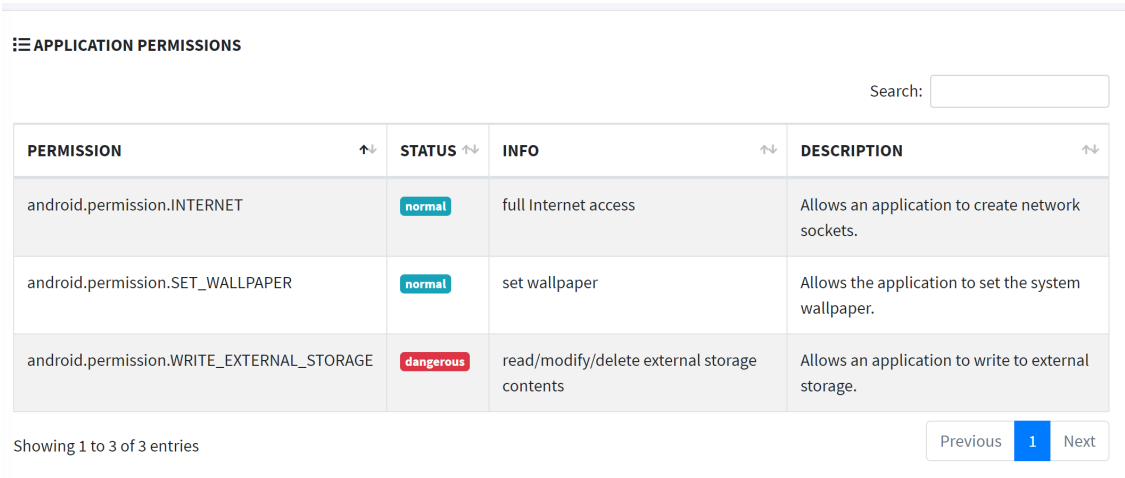 APPLICATION PERMISSIONS
Search:
PERMISSION STATUS INFO DESCRIPTION
android.permission.INTERNET normal full Internet access Allows an application to create network
sockets.
android.permission.SET_WALLPAPER normal set wallpaper Allows the application to set the system
wallpaper.
android.permission.WRITE_EXTERNAL_STORAGE dangerous read/modify/delete external storage Allows an application to write to external
contents storage.
Showing 1 to 3 of 3 entries Previous 1 Next